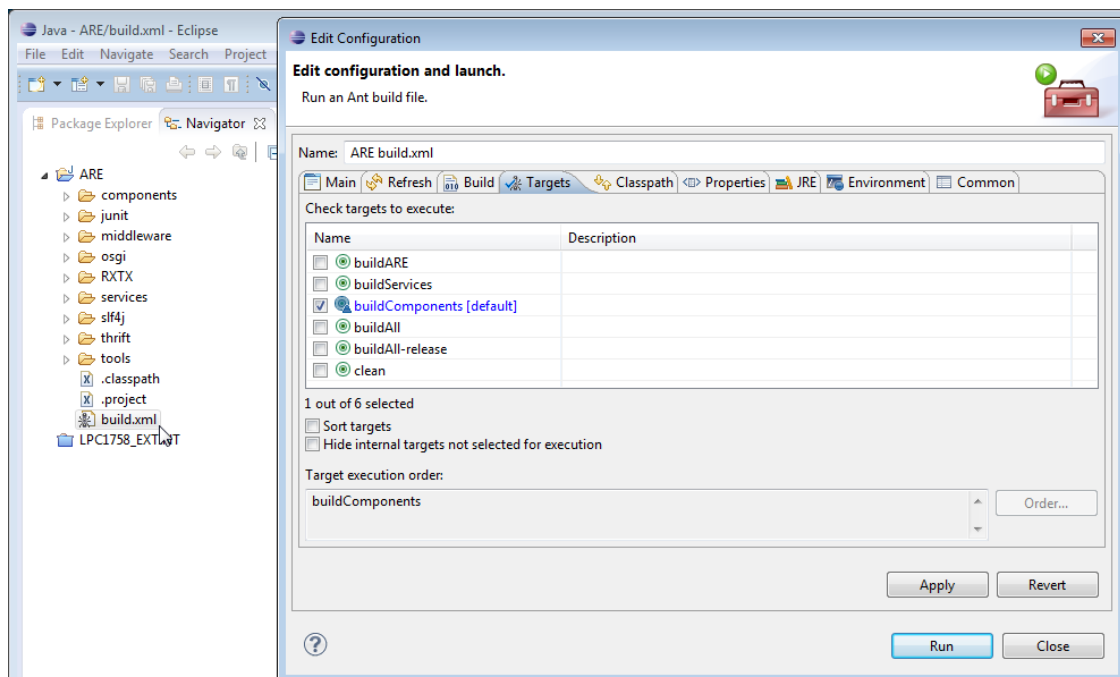 Java - ARE/build.xml - Eclipse
File Edit Navigate Search Project
Package Explorer Navigator
ARE
components
junit
middleware
osgi
RXTX
services
slf4j
thrift
tools
.classpath
.project
build.xml
Edit Configuration
Edit configuration and launch.
Run an Ant build file.
Name: ARE build.xml
Main Refresh Build Targets Classpath Properties JRE Environment Common
Check targets to execute:
Name Description
buildARE
buildServices
buildComponents [default]
buildAll
buildAll-release
clean
1 out of 6 selected
Sort targets
Hide internal targets not selected for execution
Target execution order:
buildComponents
Order...
Apply Revert
? Run Close